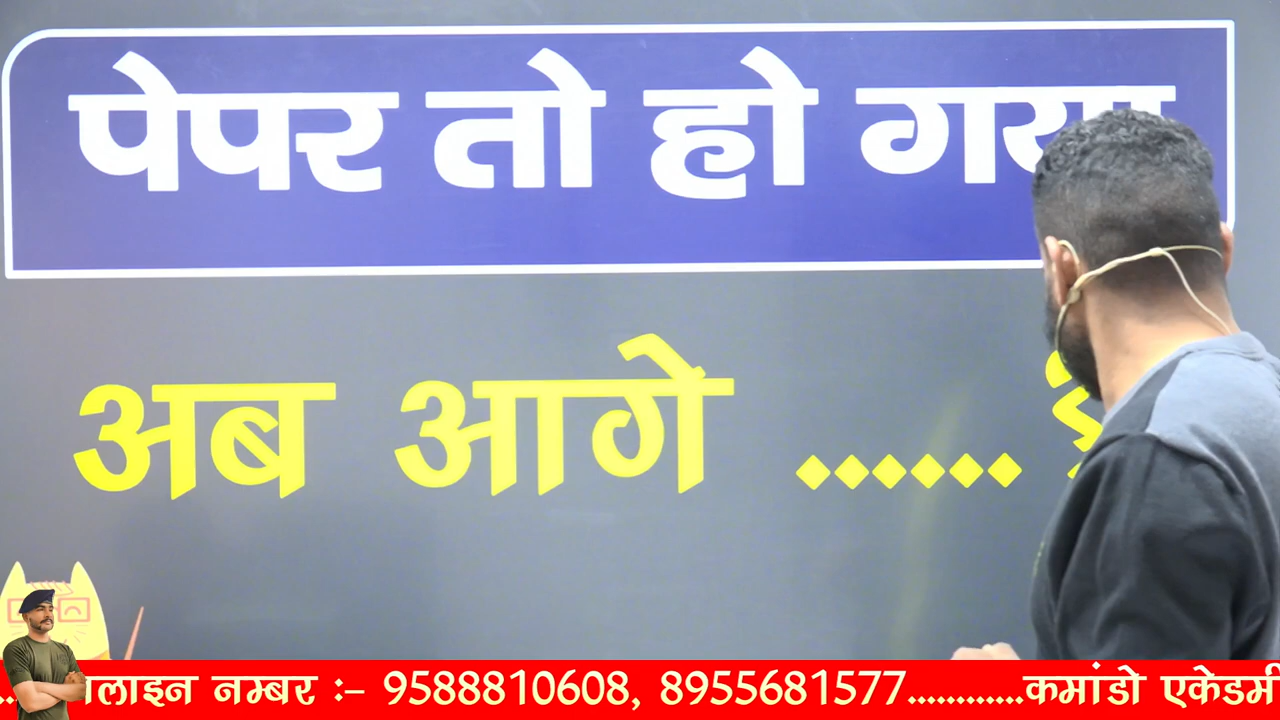 पेपर तो हो गया
अब आगे ......
लाइन नम्बर :- 9588810608, 8955681577............कमांडो एकेडमी